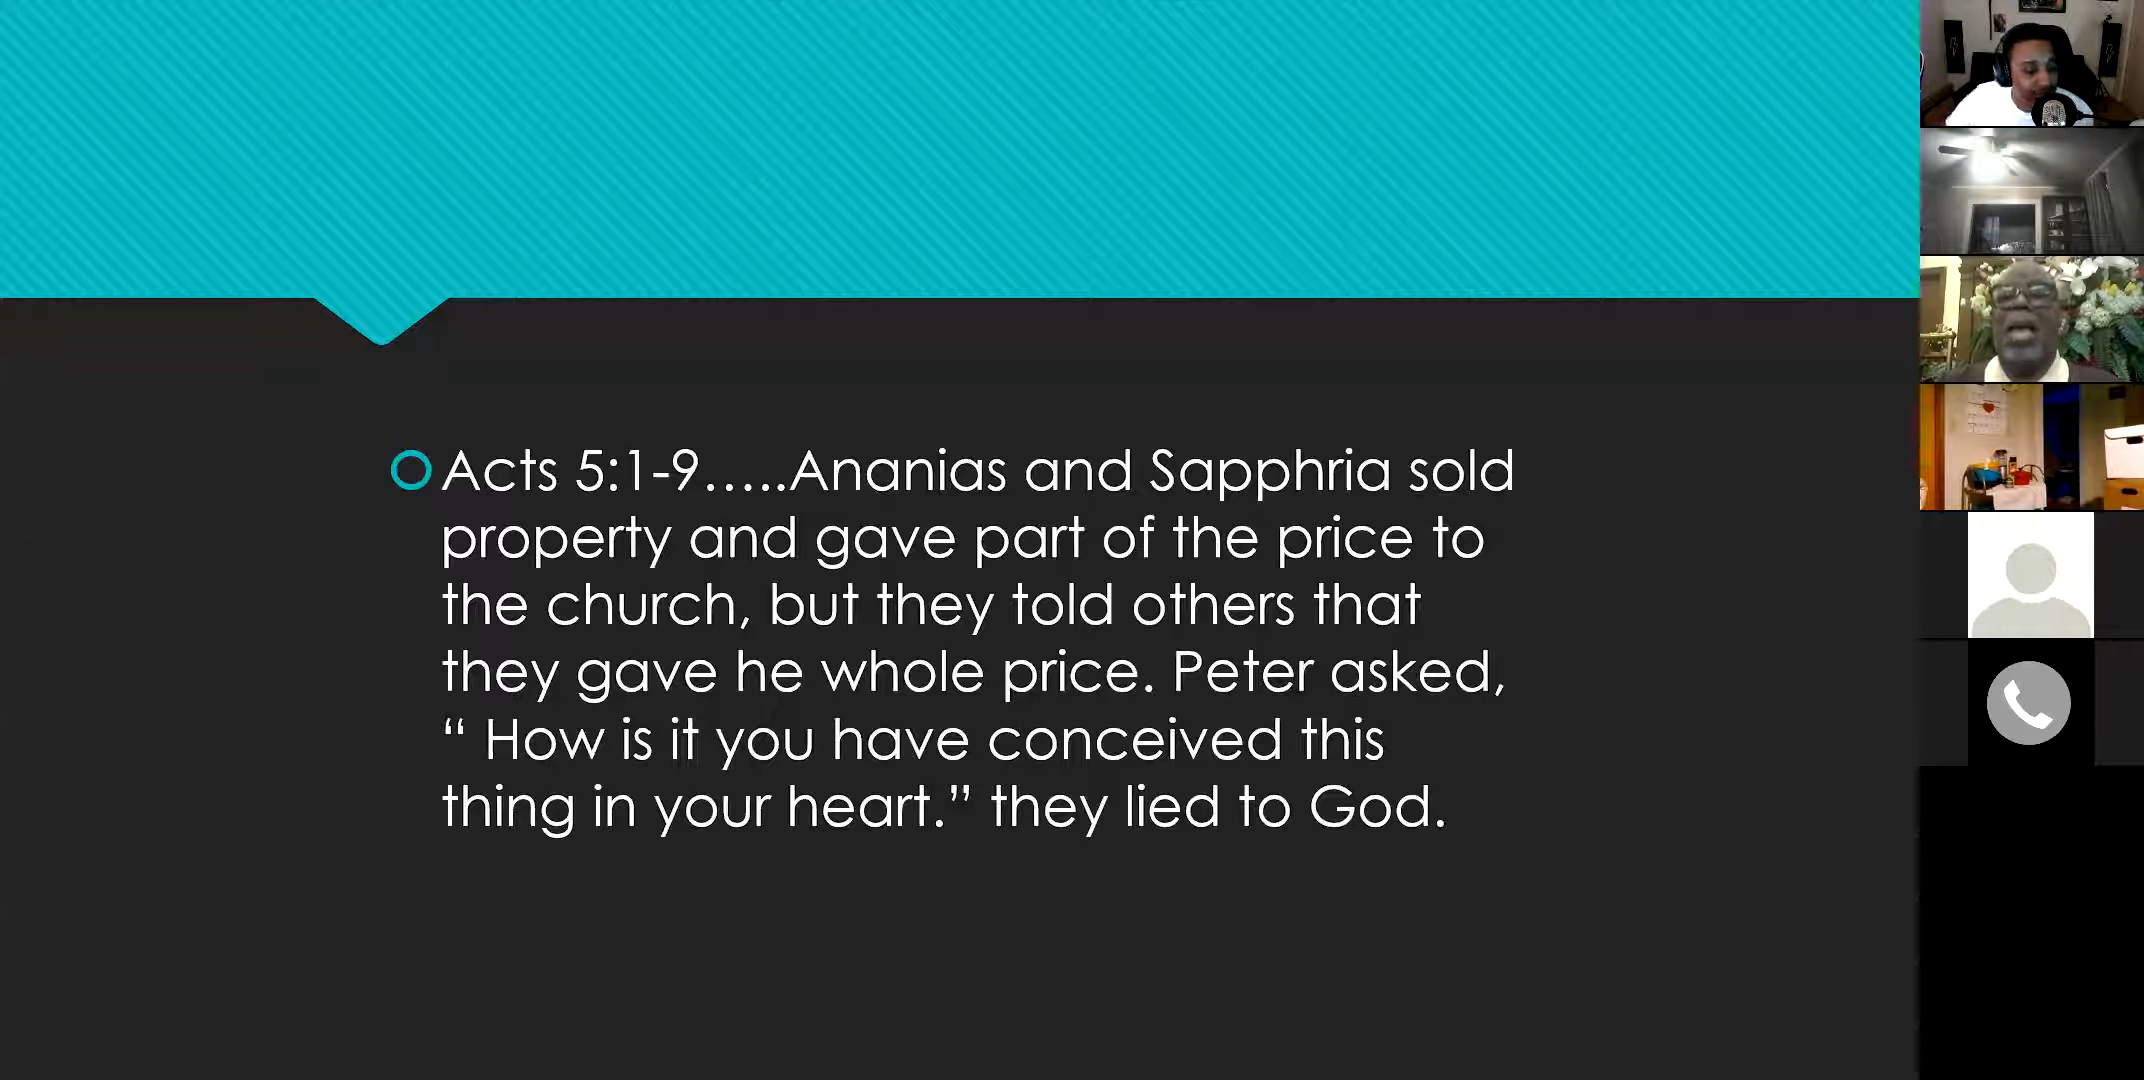 Acts 5:1-9.....Ananias and Sapphria sold
property and gave part of the price to
the church, but they told others that
they gave he whole price. Peter asked,
“ How is it you have conceived this
thing in your heart.” they lied to God.